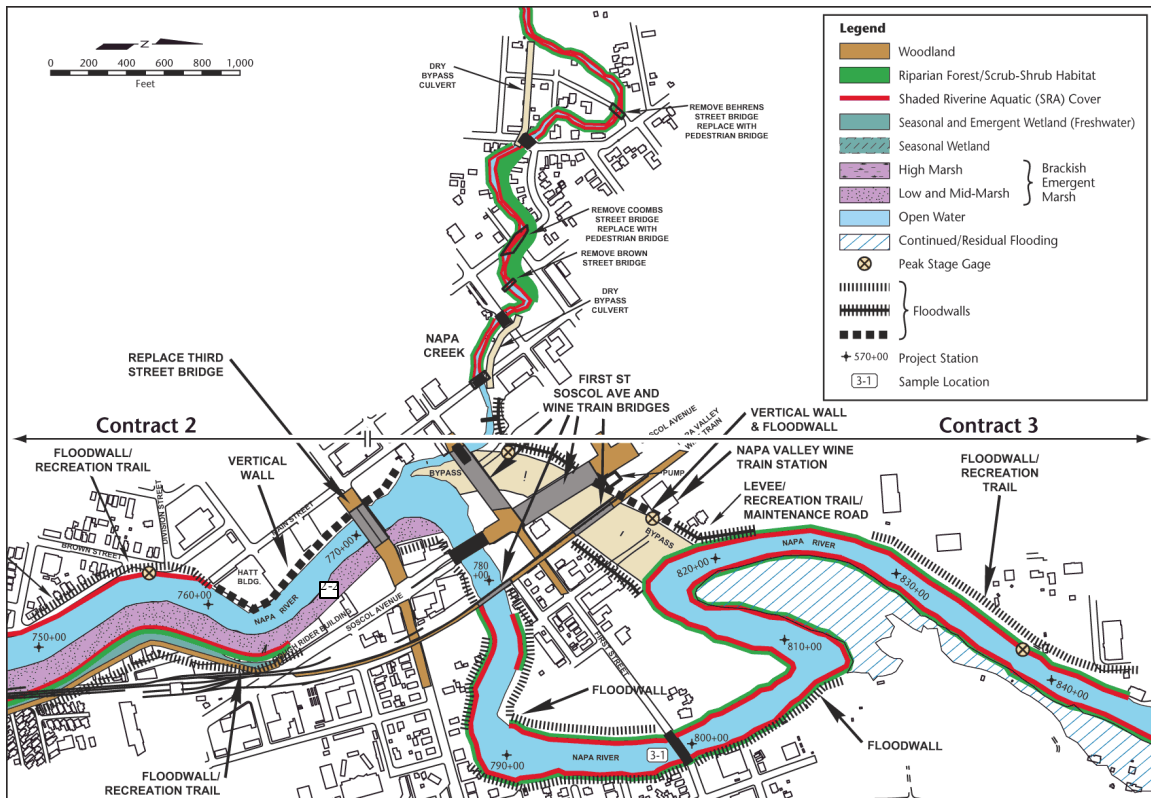 N
0 200 400 600 800 1,000
Feet
Legend
Woodland
Riparian Forest/Scrub-Shrub Habitat
Shaded Riverine Aquatic (SRA) Cover
Seasonal and Emergent Wetland (Freshwater)
Seasonal Wetland
High Marsh
Low and Mid-Marsh
Brackish
Emergent
Marsh
Open Water
Continued/Residual Flooding
Peak Stage Gage
Floodwalls
570+00 Project Station
3-1 Sample Location
DRY
BYPASS
CULVERT
REMOVE BEHRENS
STREET BRIDGE
REPLACE WITH
PEDESTRIAN BRIDGE
REMOVE COOMBS
STREET BRIDGE
REPLACE WITH
PEDESTRIAN BRIDGE
REMOVE BROWN
STREET BRIDGE
DRY
BYPASS
CULVERT
NAPA
CREEK
REPLACE THIRD
STREET BRIDGE
FIRST ST
SOSCOL AVE AND
WINE TRAIN BRIDGES
VERTICAL WALL
& FLOODWALL
Contract 2
Contract 3
FLOODWALL/
RECREATION TRAIL
VERTICAL
WALL
NAPA VALLEY WINE
TRAIN STATION
LEVEE/
RECREATION TRAIL/
MAINTENANCE ROAD
FLOODWALL/
RECREATION
TRAIL
PUMP
BYPASS
BYPASS
DIVISION STREET
BROWN STREET
HATT
BLDG.
NAPA RIVER
SOSCOL AVENUE
FIRST STREET
750+00
760+00
770+00
780
+00
790+00
800+00
810+00
820+00
830+00
840+00
NAPA RIVER
NAPA RIVER
3-1
FLOODWALL
FLOODWALL
FLOODWALL/
RECREATION TRAIL